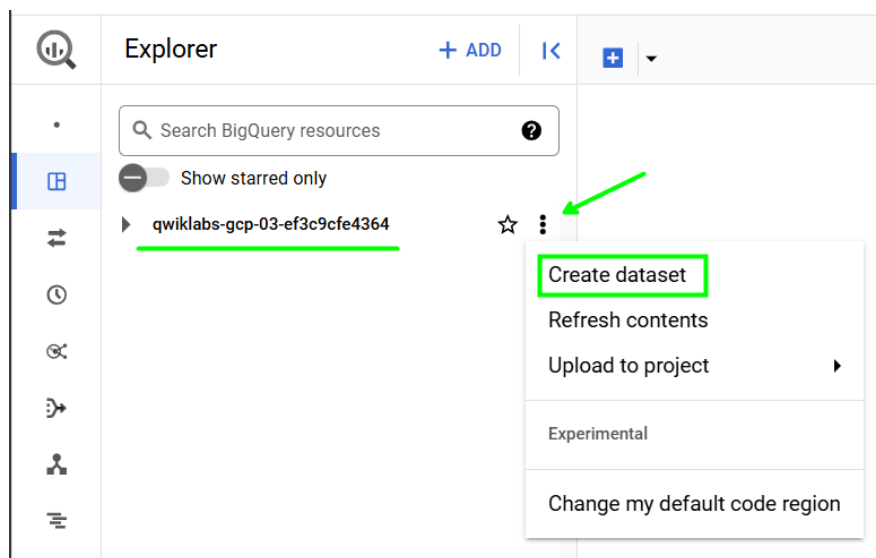 Explorer
+ ADD
Search BigQuery resources
Show starred only
qwiklabs-gcp-03-ef3c9cfe4364
Create dataset
Refresh contents
Upload to project
Experimental
Change my default code region